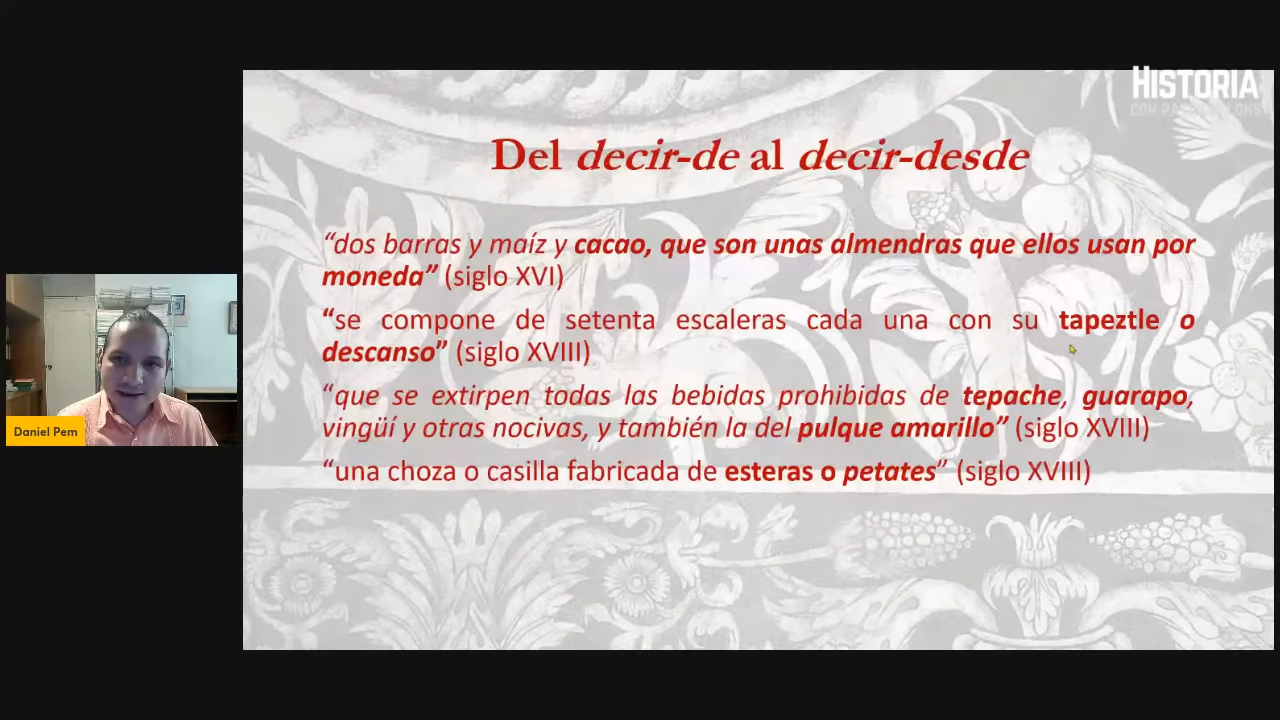 HISTORIA
Del decir-de al decir-desde
“dos barras y maíz y cacao, que son unas almendras que ellos usan por
moneda” (siglo XVI)
“se compone de setenta escaleras cada una con su tapeztle o
descanso” (siglo XVIII)
“que se extirpen todas las bebidas prohibidas de tepache, guarapo,
vingüí y otras nocivas, y también la del pulque amarillo” (siglo XVIII)
“una choza o casilla fabricada de esteras o petates” (siglo XVIII)
Daniel Pem